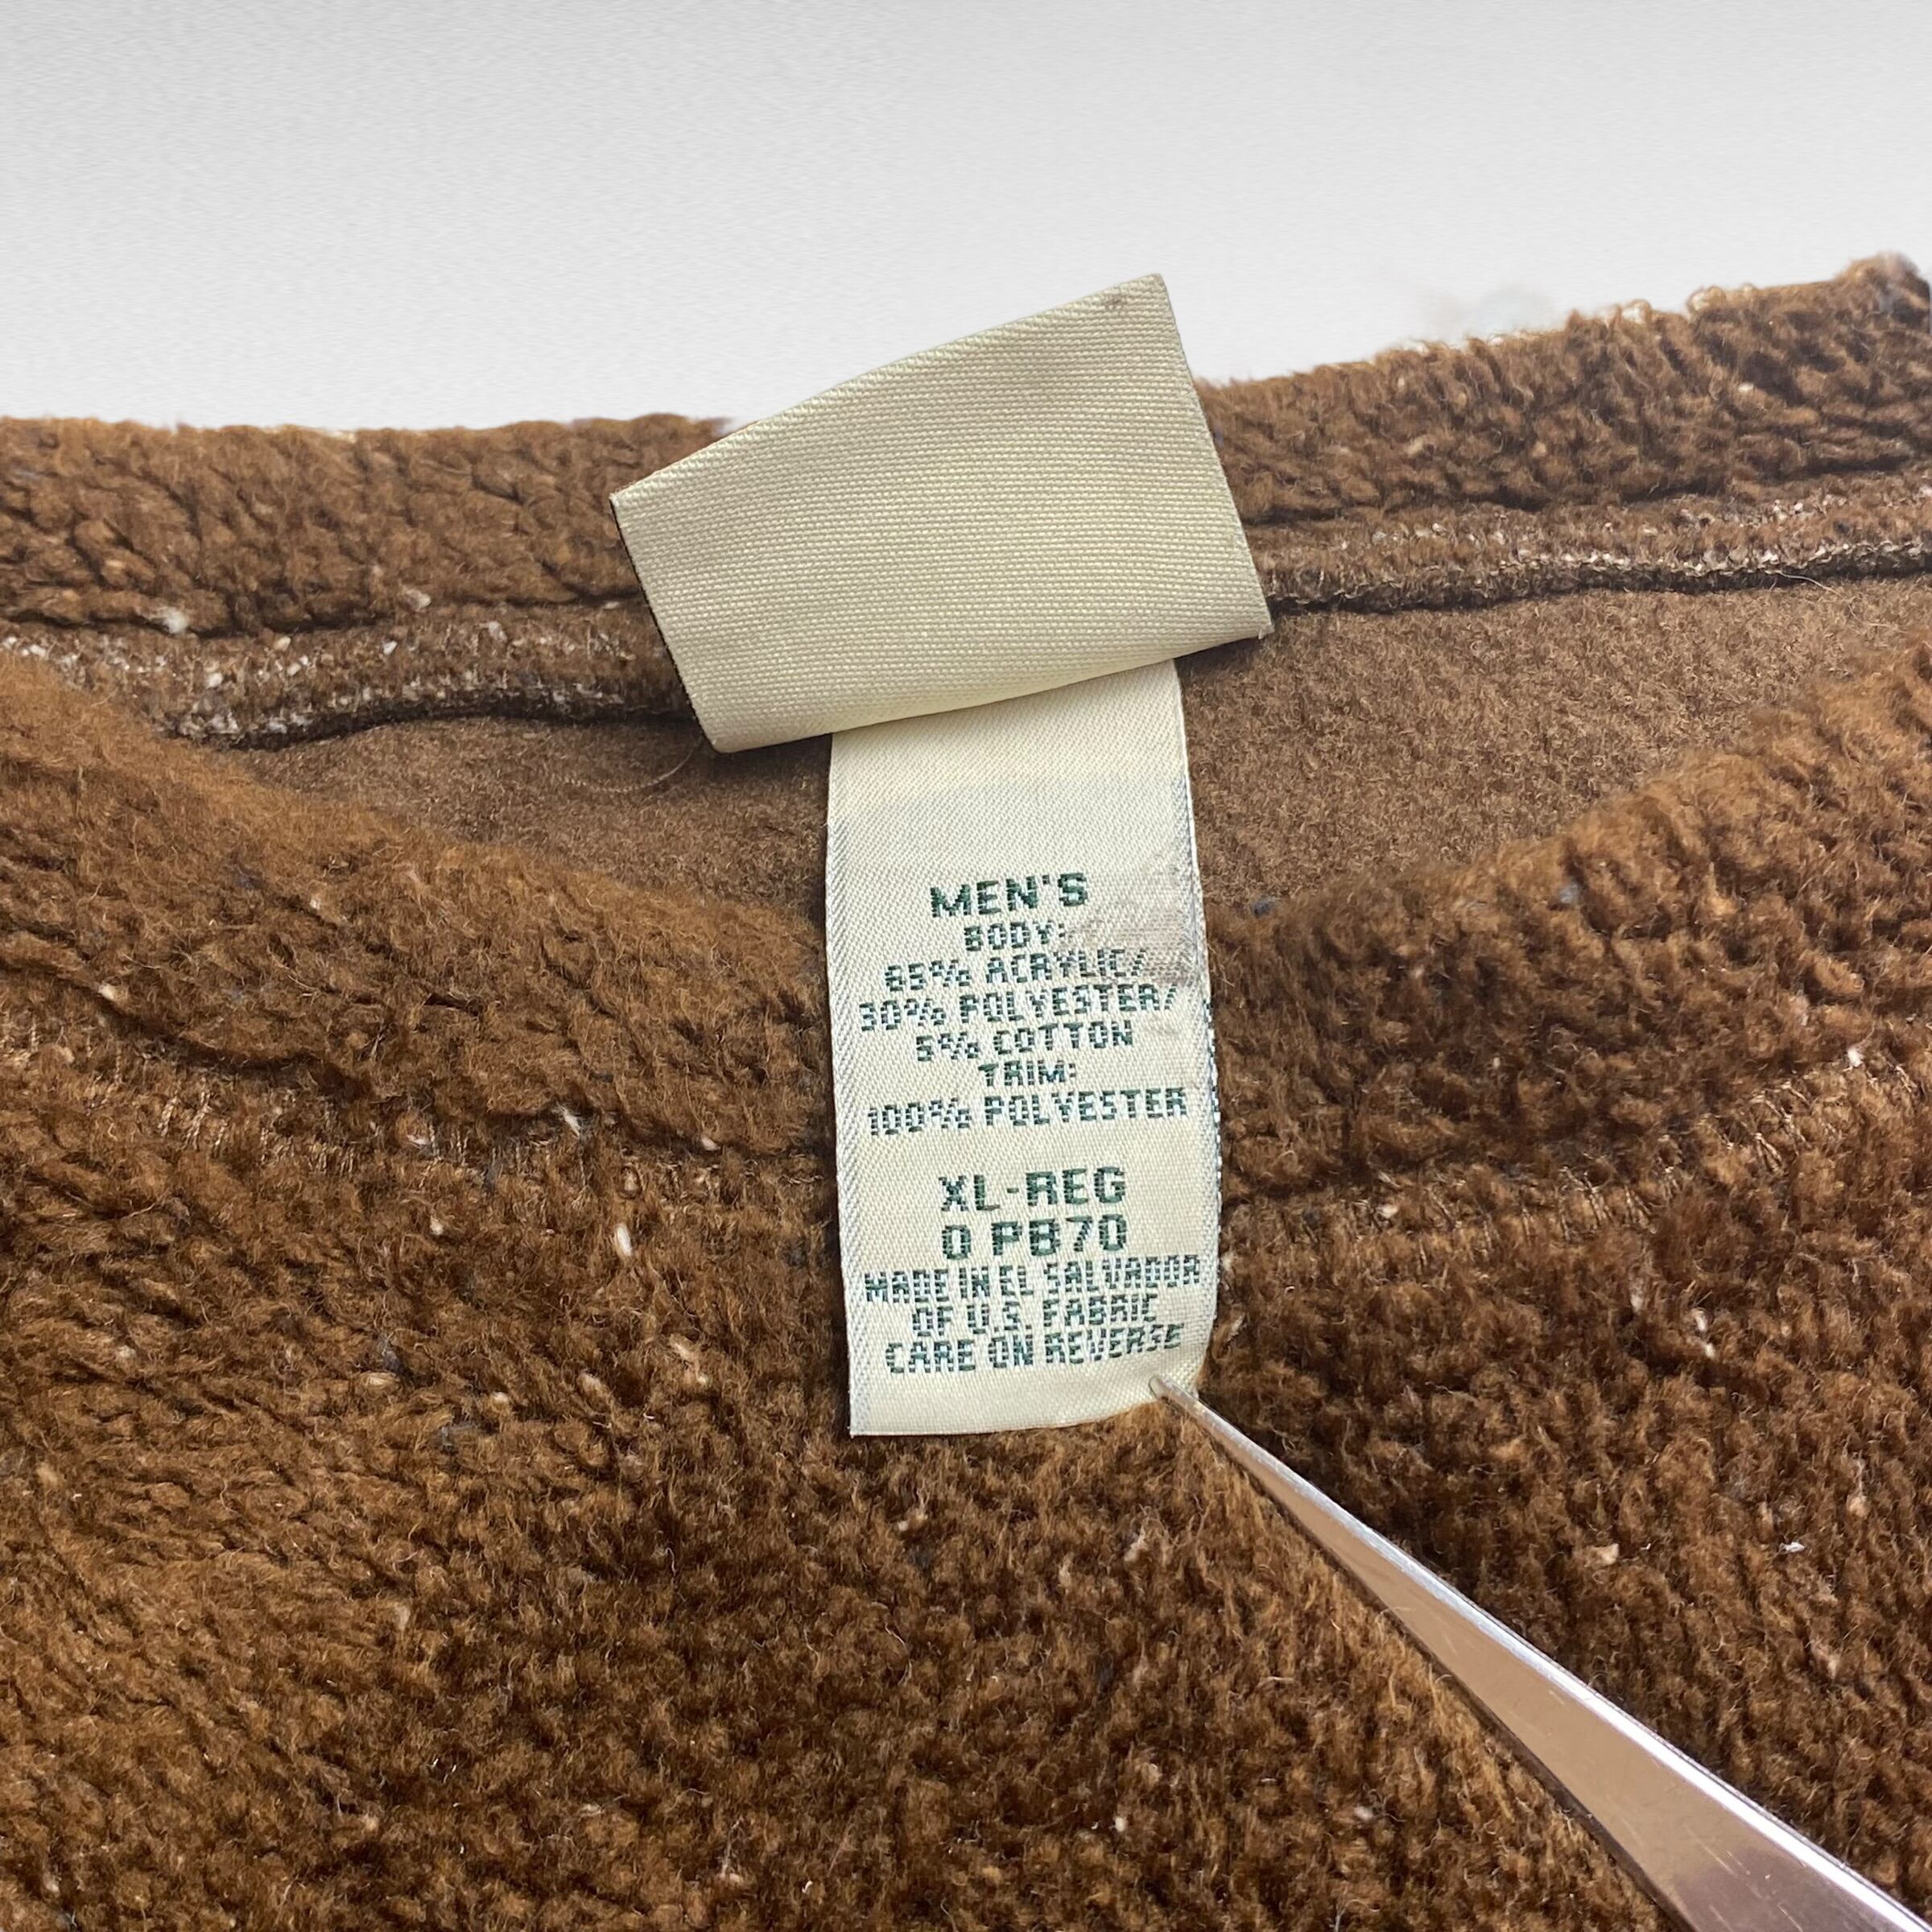 MEN'S
BODY:
65% ACRYLIC/
30% POLYESTER/
5% COTTON
TRIM:
100% POLYESTER
XL-REG
0 PB70
MADE IN EL SALVADOR
OF U.S. FABRIC
CARE ON REVERSE